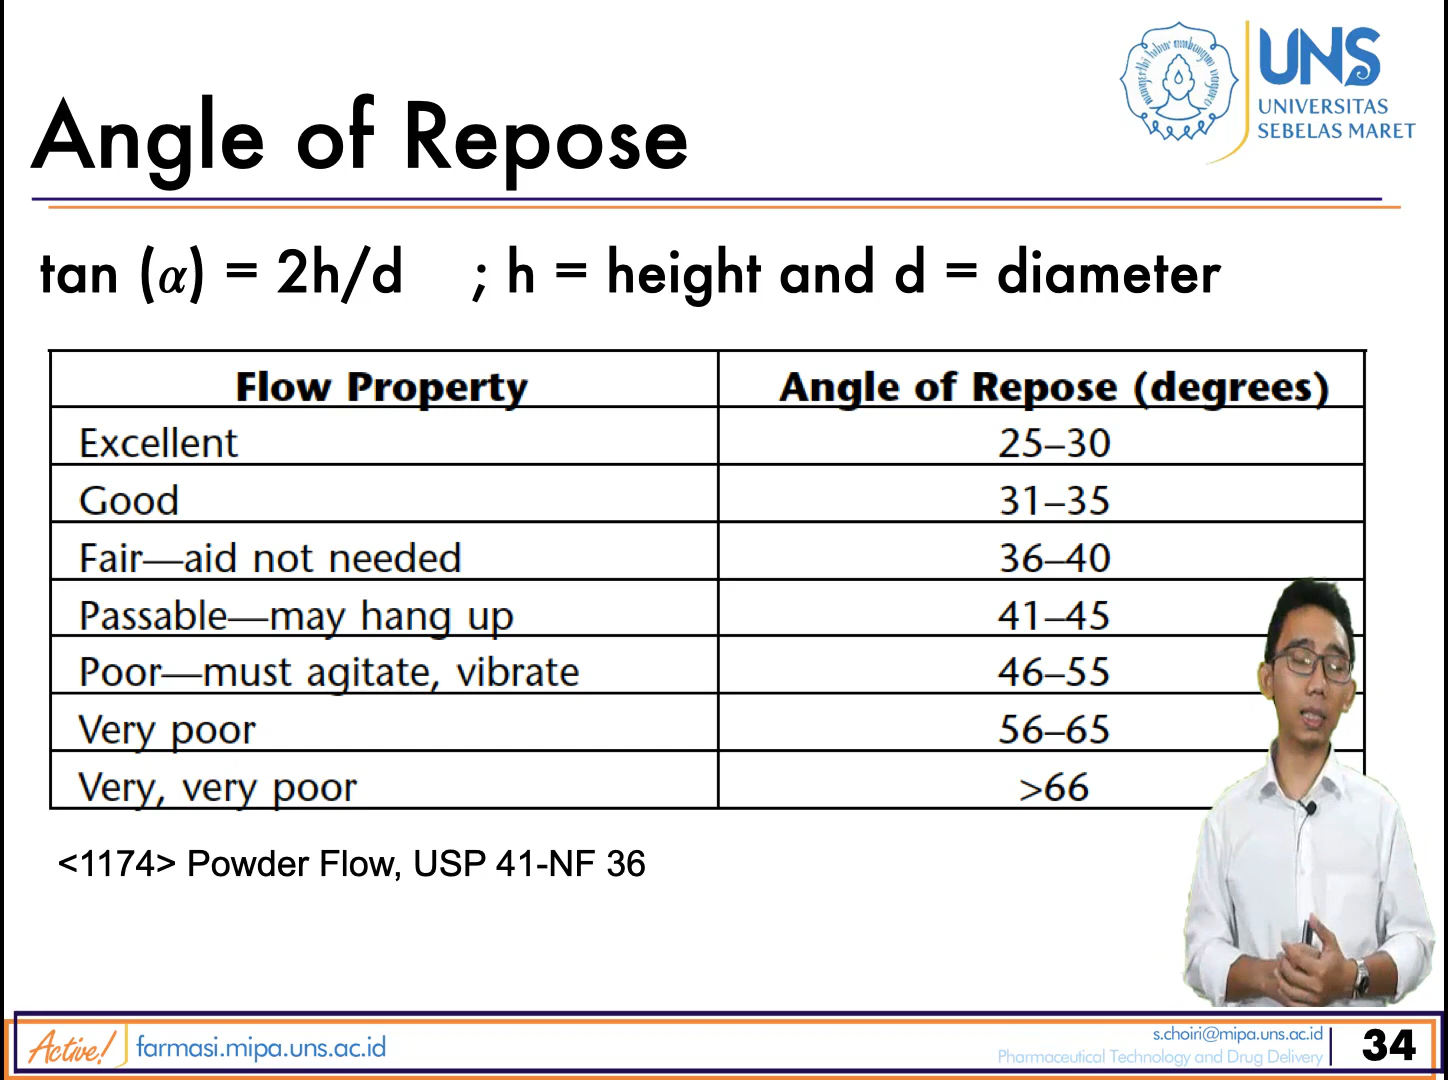 UNS
UNIVERSITAS
SEBELAS MARET
Angle of Repose
tan (α) = 2h/d ; h = height and d = diameter
Flow Property Angle of Repose (degrees)
Excellent 25–30
Good 31–35
Fair—aid not needed 36–40
Passable—may hang up 41–45
Poor—must agitate, vibrate 46–55
Very poor 56–65
Very, very poor >66
<1174> Powder Flow, USP 41-NF 36
Active! farmasi.mipa.uns.ac.id
s.choiri@mipa.uns.ac.id
Pharmaceutical Technology and Drug Delivery
34